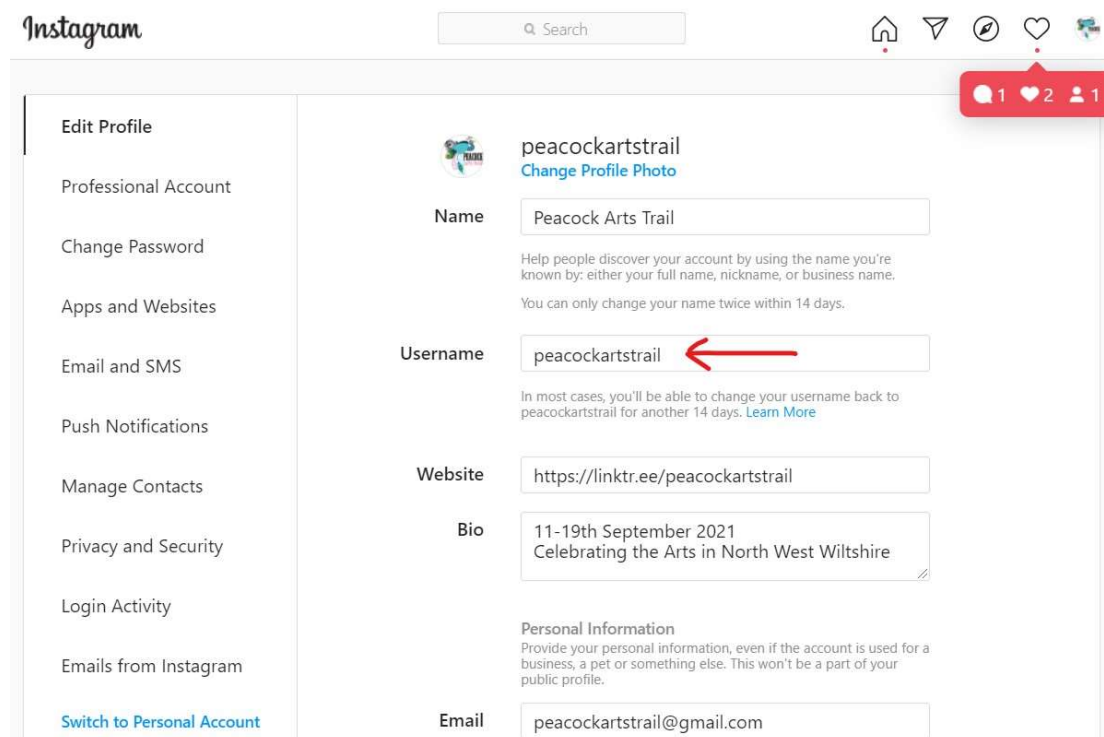 Instagram
Search
1 2 1
Edit Profile
Professional Account
Change Password
Apps and Websites
Email and SMS
Push Notifications
Manage Contacts
Privacy and Security
Login Activity
Emails from Instagram
Switch to Personal Account
PEACOCK
peacockartstrail
Change Profile Photo
Name
Peacock Arts Trail
Help people discover your account by using the name you're
known by: either your full name, nickname, or business name.
You can only change your name twice within 14 days.
Username
peacockartstrail
In most cases, you'll be able to change your username back to
peacockartstrail for another 14 days. Learn More
Website
https://linktr.ee/peacockartstrail
Bio
11-19th September 2021
Celebrating the Arts in North West Wiltshire
Personal Information
Provide your personal information, even if the account is used for a
business, a pet or something else. This won't be a part of your
public profile.
Email
peacockartstrail@gmail.com